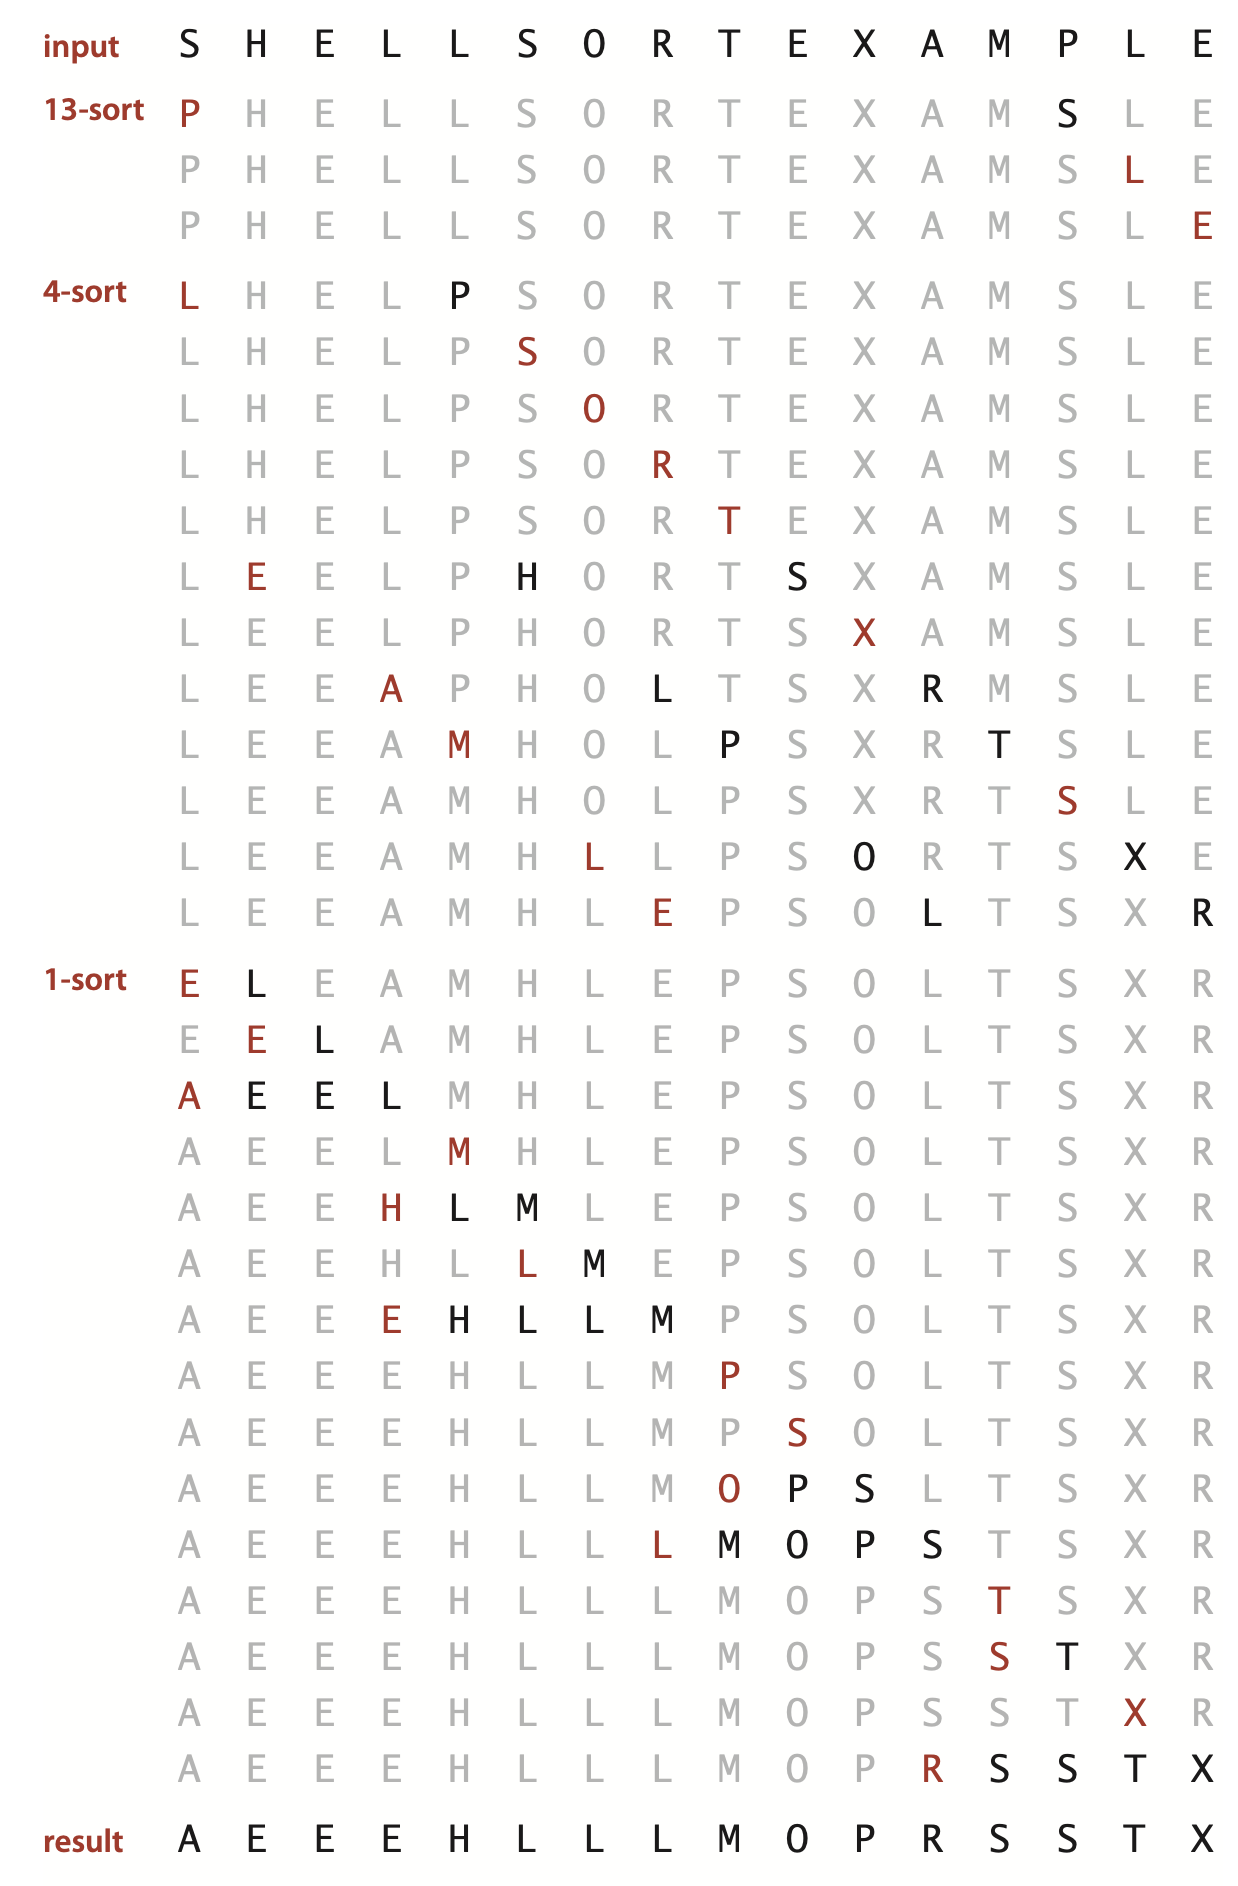 input S H E L L S O R T E X A M P L E
13-sort P H E L L S O R T E X A M S L E
P H E L L S O R T E X A M S L E
P H E L L S O R T E X A M S L E
4-sort L H E L P S O R T E X A M S L E
L H E L P S O R T E X A M S L E
L H E L P S O R T E X A M S L E
L H E L P S O R T E X A M S L E
L H E L P S O R T E X A M S L E
L E E L P H O R T S X A M S L E
L E E L P H O R T S X A M S L E
L E E A P H O L T S X R M S L E
L E E A M H O L P S X R T S L E
L E E A M H O L P S X R T S L E
L E E A M H L L P S O R T S X E
L E E A M H L E P S O L T S X R
1-sort E L E A M H L E P S O L T S X R
E E L A M H L E P S O L T S X R
A E E L M H L E P S O L T S X R
A E E L M H L E P S O L T S X R
A E E H L M L E P S O L T S X R
A E E H L L M E P S O L T S X R
A E E E H L L M P S O L T S X R
A E E E H L L M P S O L T S X R
A E E E H L L M P S O L T S X R
A E E E H L L M O P S L T S X R
A E E E H L L L M O P S T S X R
A E E E H L L L M O P S T S X R
A E E E H L L L M O P S S T X R
A E E E H L L L M O P S S T X R
A E E E H L L L M O P R S S T X
result A E E E H L L L M O P R S S T X